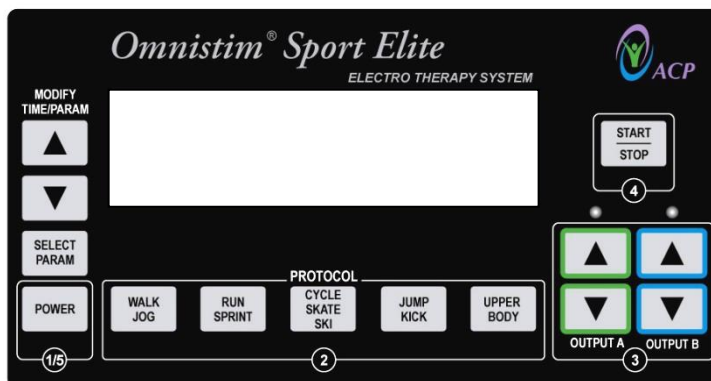 Omnistim® Sport Elite
ELECTRO THERAPY SYSTEM
ACP
MODIFY
TIME/PARAM
SELECT
PARAM
POWER
1/5
PROTOCOL
WALK
JOG
RUN
SPRINT
CYCLE
SKATE
SKI
JUMP
KICK
UPPER
BODY
2
START
STOP
4
OUTPUT A
OUTPUT B
3